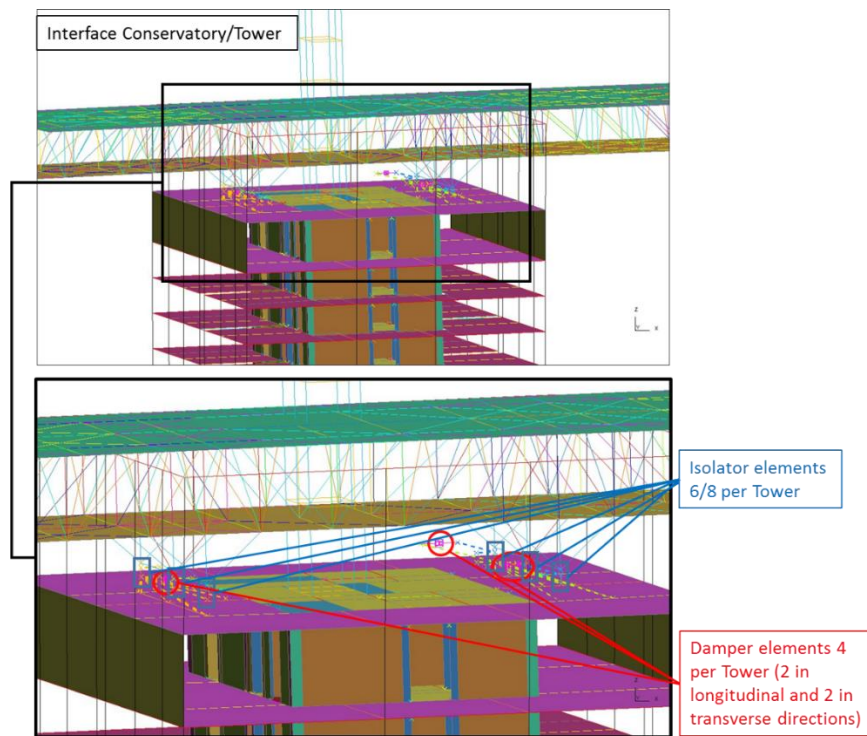 Interface Conservatory/Tower
Z
Y X
Isolator elements
6/8 per Tower
Damper elements 4
per Tower (2 in
longitudinal and 2 in
transverse directions)
Z
Y X